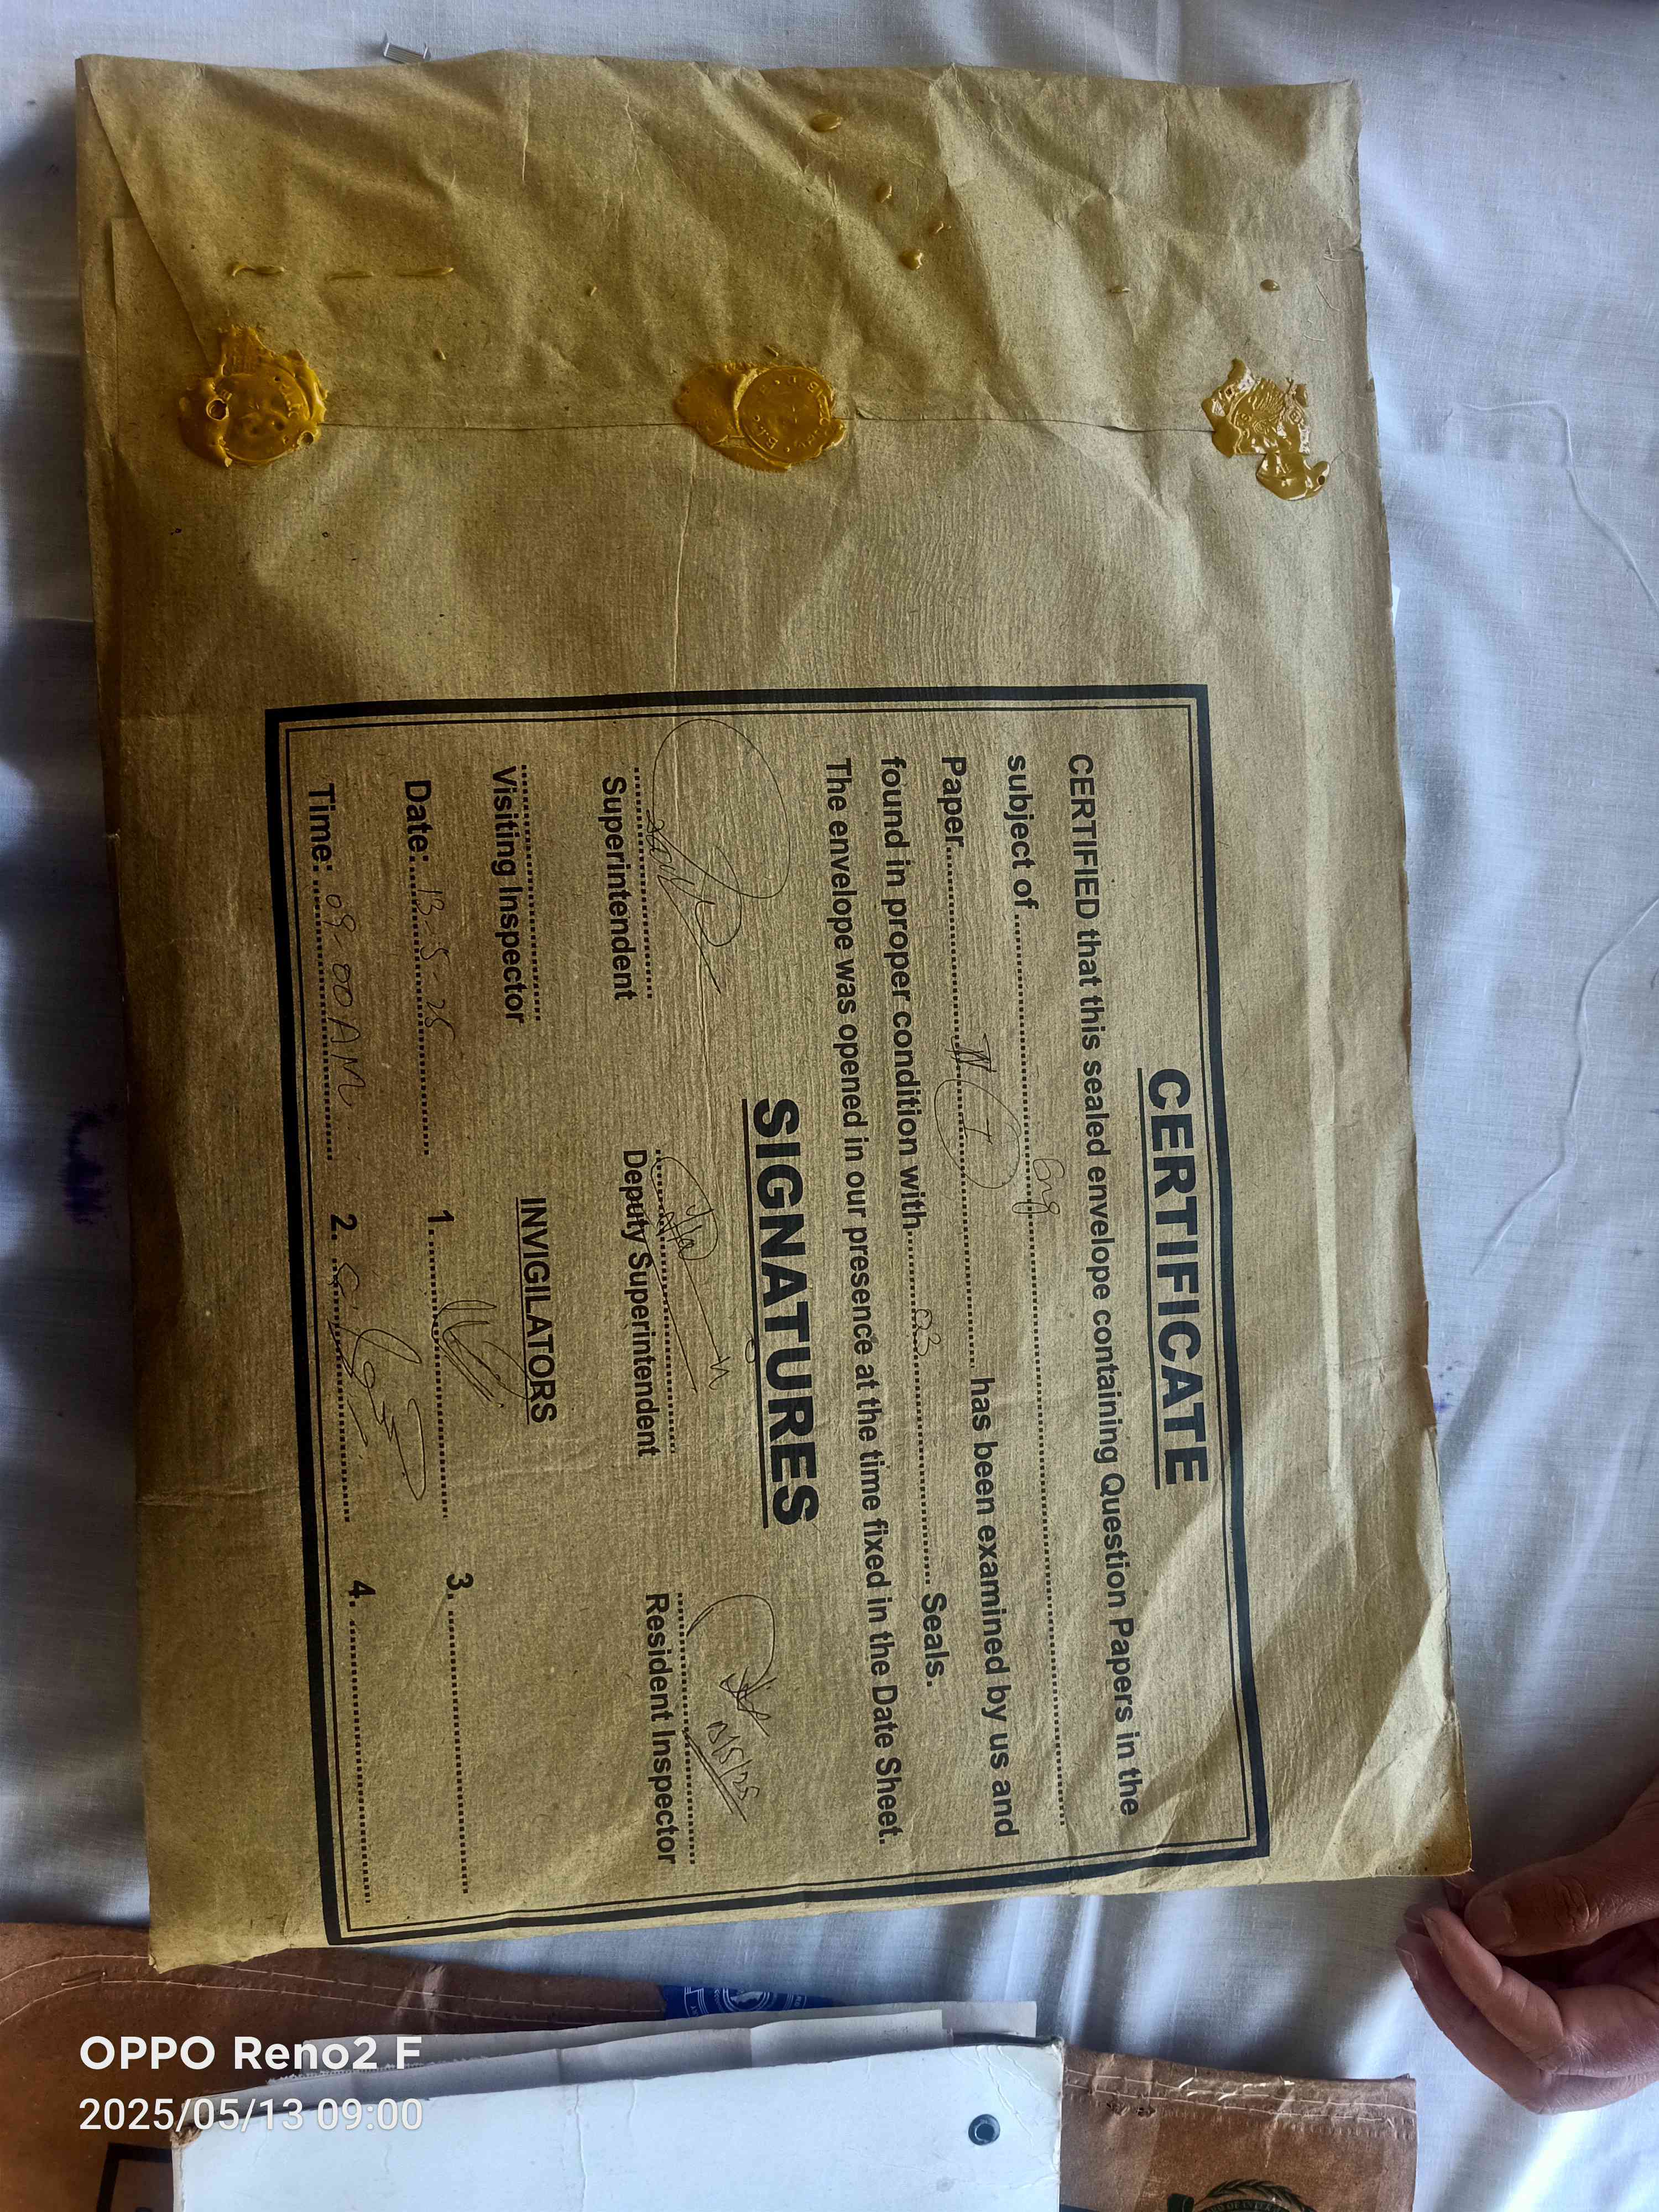 CERTIFICATE
CERTIFIED that this sealed envelope containing Question Papers in the
subject of ........ Eng ........
Paper........ II ........ has been examined by us and
found in proper condition with........ 03 ........ Seals.
The envelope was opened in our presence at the time fixed in the Date Sheet.
SIGNATURES
Superintendent
Deputy Superintendent
Resident Inspector
Visiting Inspector
INVIGILATORS
Date:........ 13-5-25 ........
1. ........
3. ........
Time:........ 09-00 AM ........
2. ........
4. ........
OPPO Reno2 F
2025/05/13 09:00